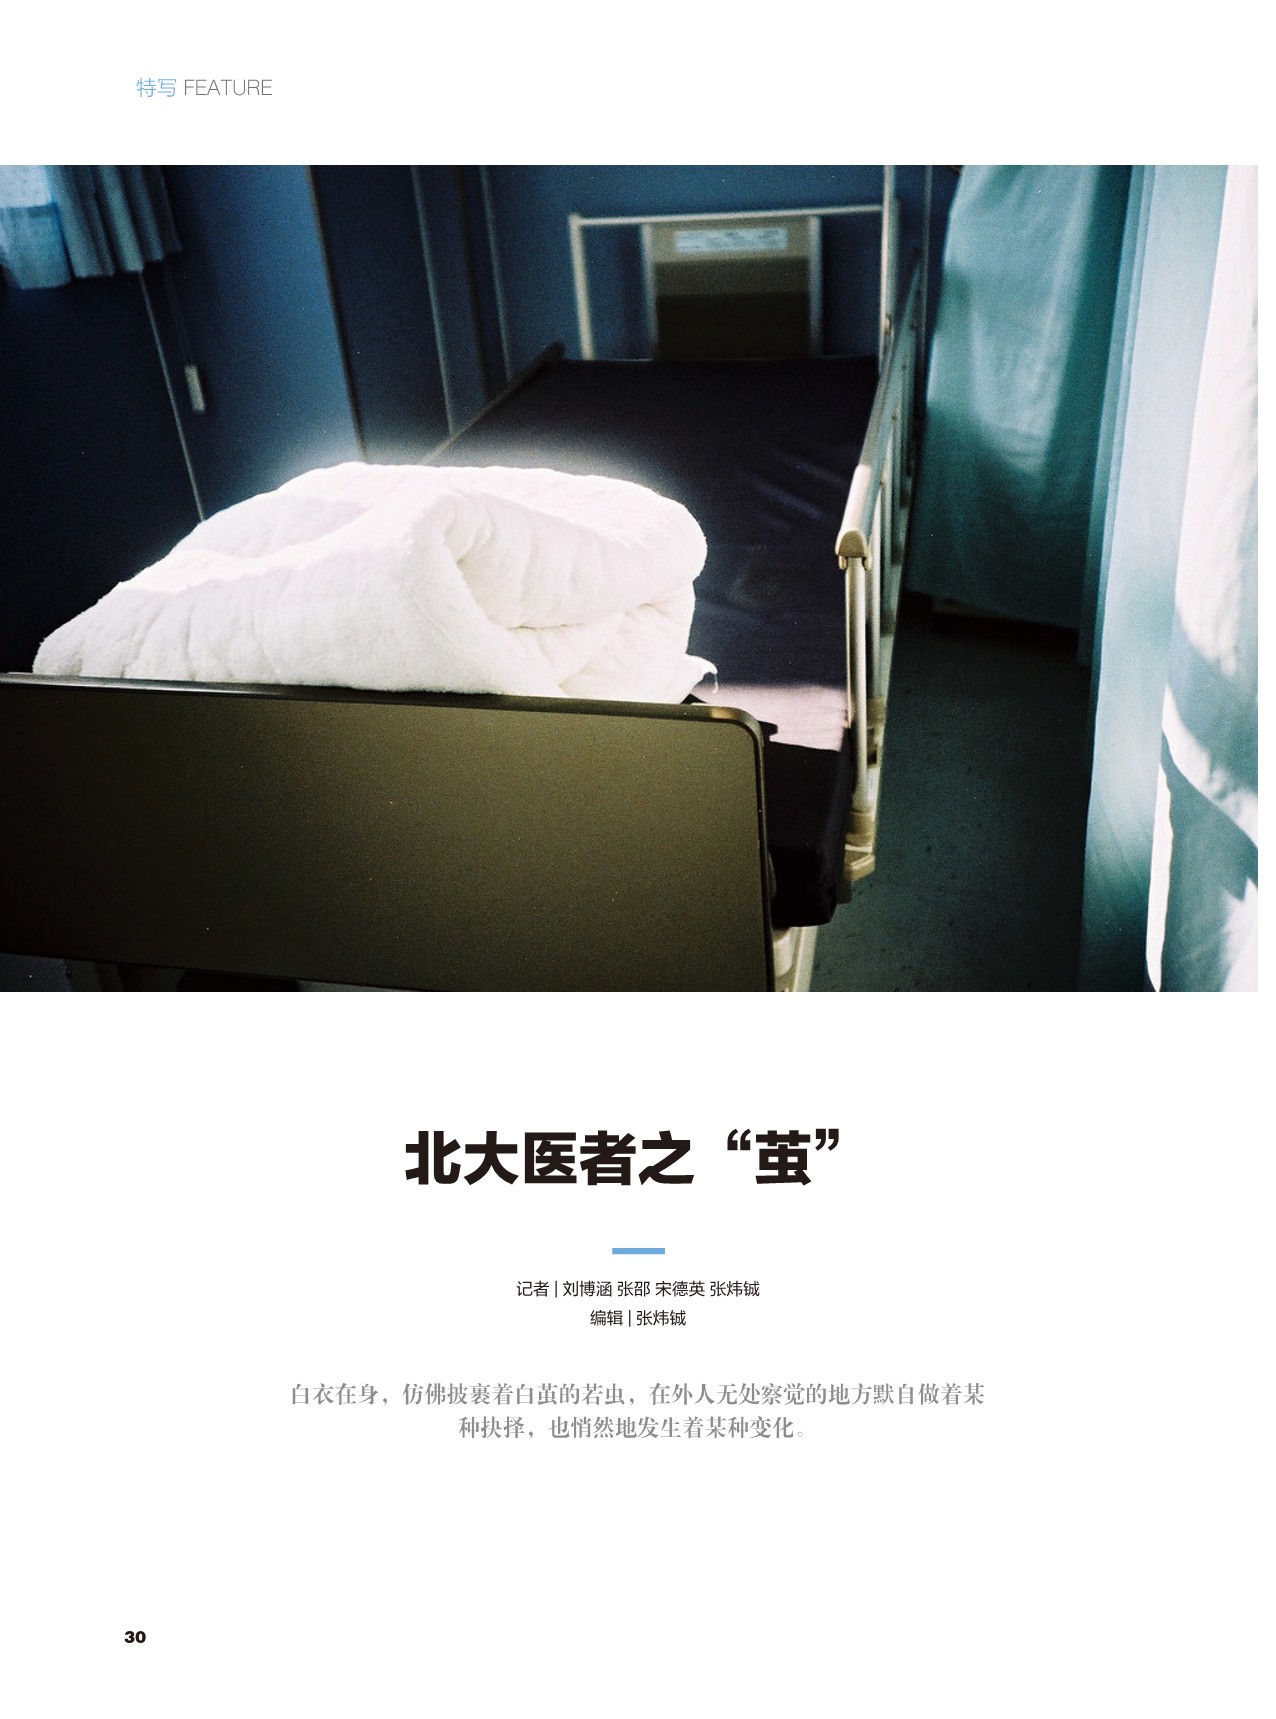 特写 FEATURE
北大医者之“茧”
记者 | 刘博涵 张邵 宋德英 张炜铖
编辑 | 张炜铖
白衣在身，仿佛披裹着白茧的若虫，在外人无处察觉的地方默自做着某
种抉择，也悄然地发生着某种变化。
30